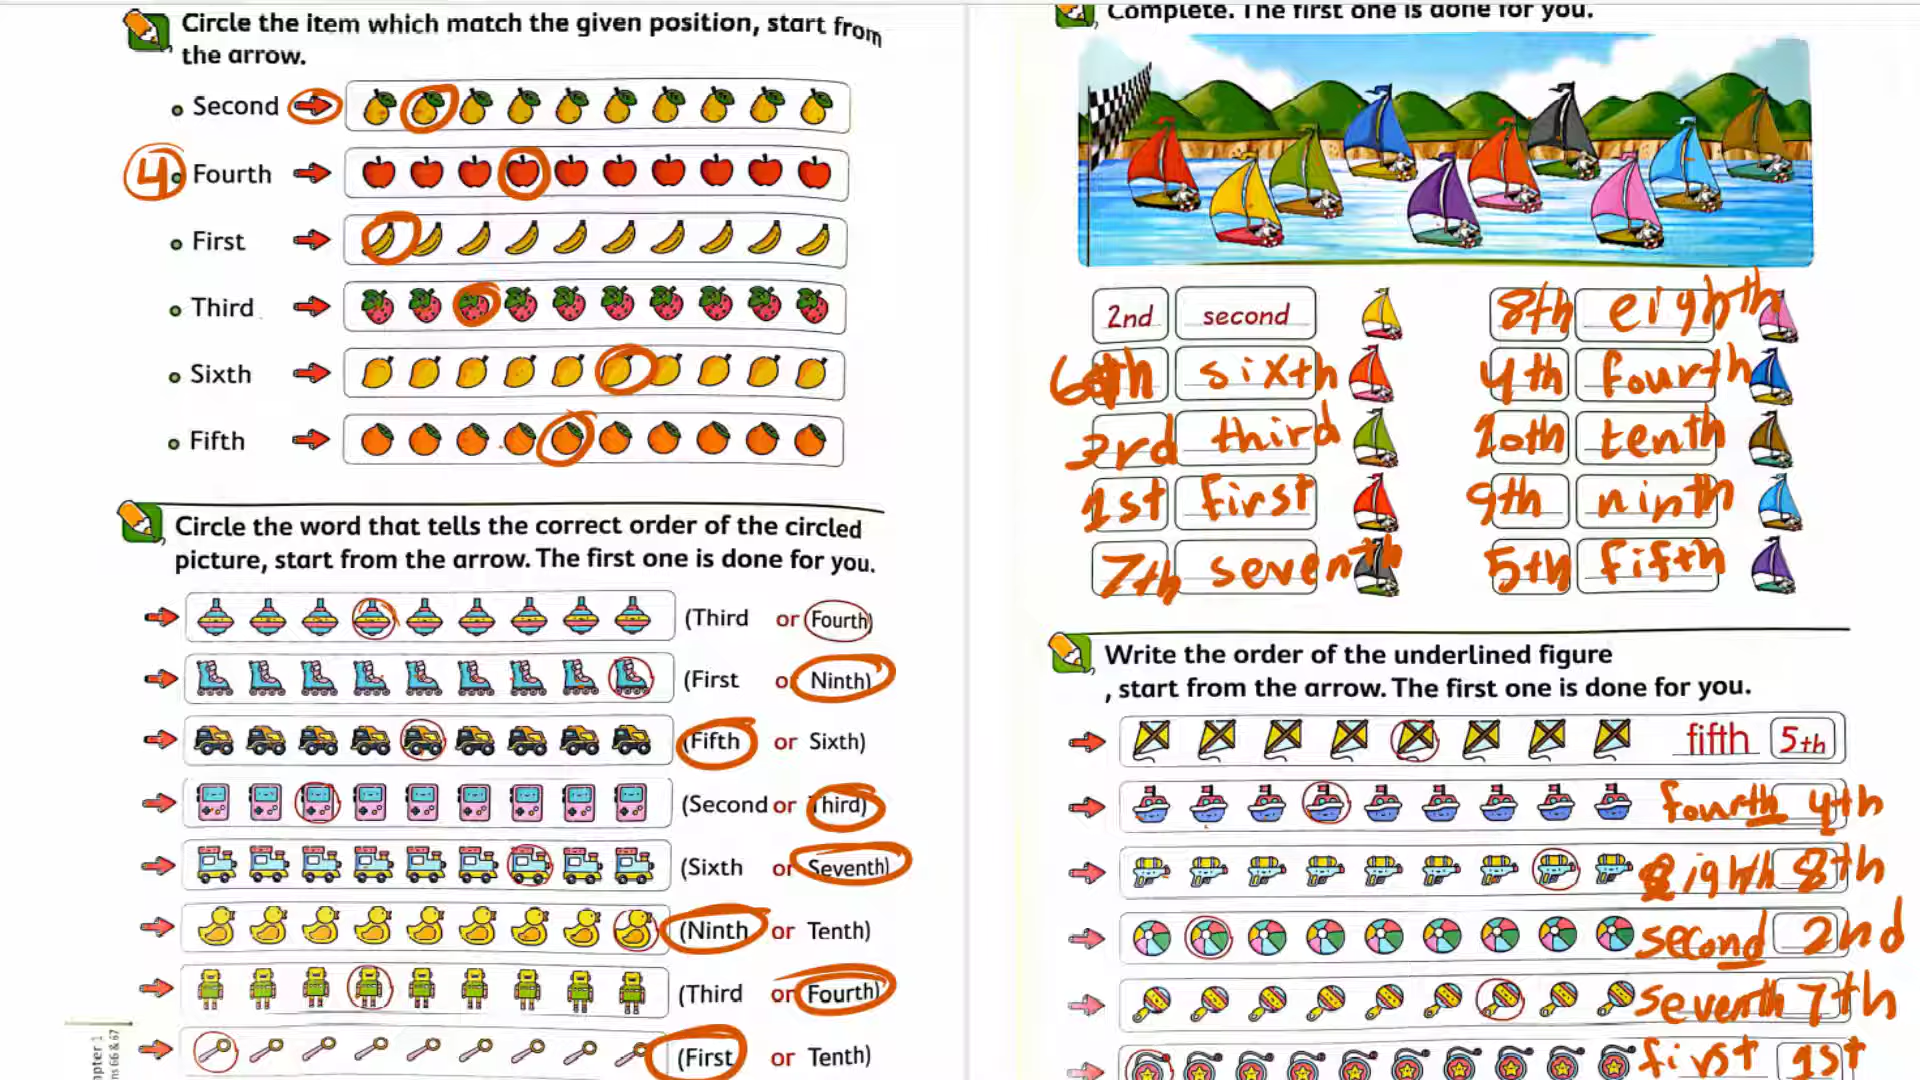 Circle the item which match the given position, start from
the arrow.
Second
4 Fourth
First
Third
Sixth
Fifth
Circle the word that tells the correct order of the circled
picture, start from the arrow. The first one is done for you.
(Third or Fourth)
(First or Ninth)
(Fifth or Sixth)
(Second or Third)
(Sixth or Seventh)
(Ninth or Tenth)
(Third or Fourth)
(First or Tenth)
Complete. The first one is done for you.
2nd second 8th eighth
6th sixth 4th fourth
3rd third 10th tenth
1st first 9th ninth
7th seventh 5th fifth
Write the order of the underlined figure
, start from the arrow. The first one is done for you.
fifth 5th
fourth 4th
eighth 8th
second 2nd
seventh 7th
first 1st